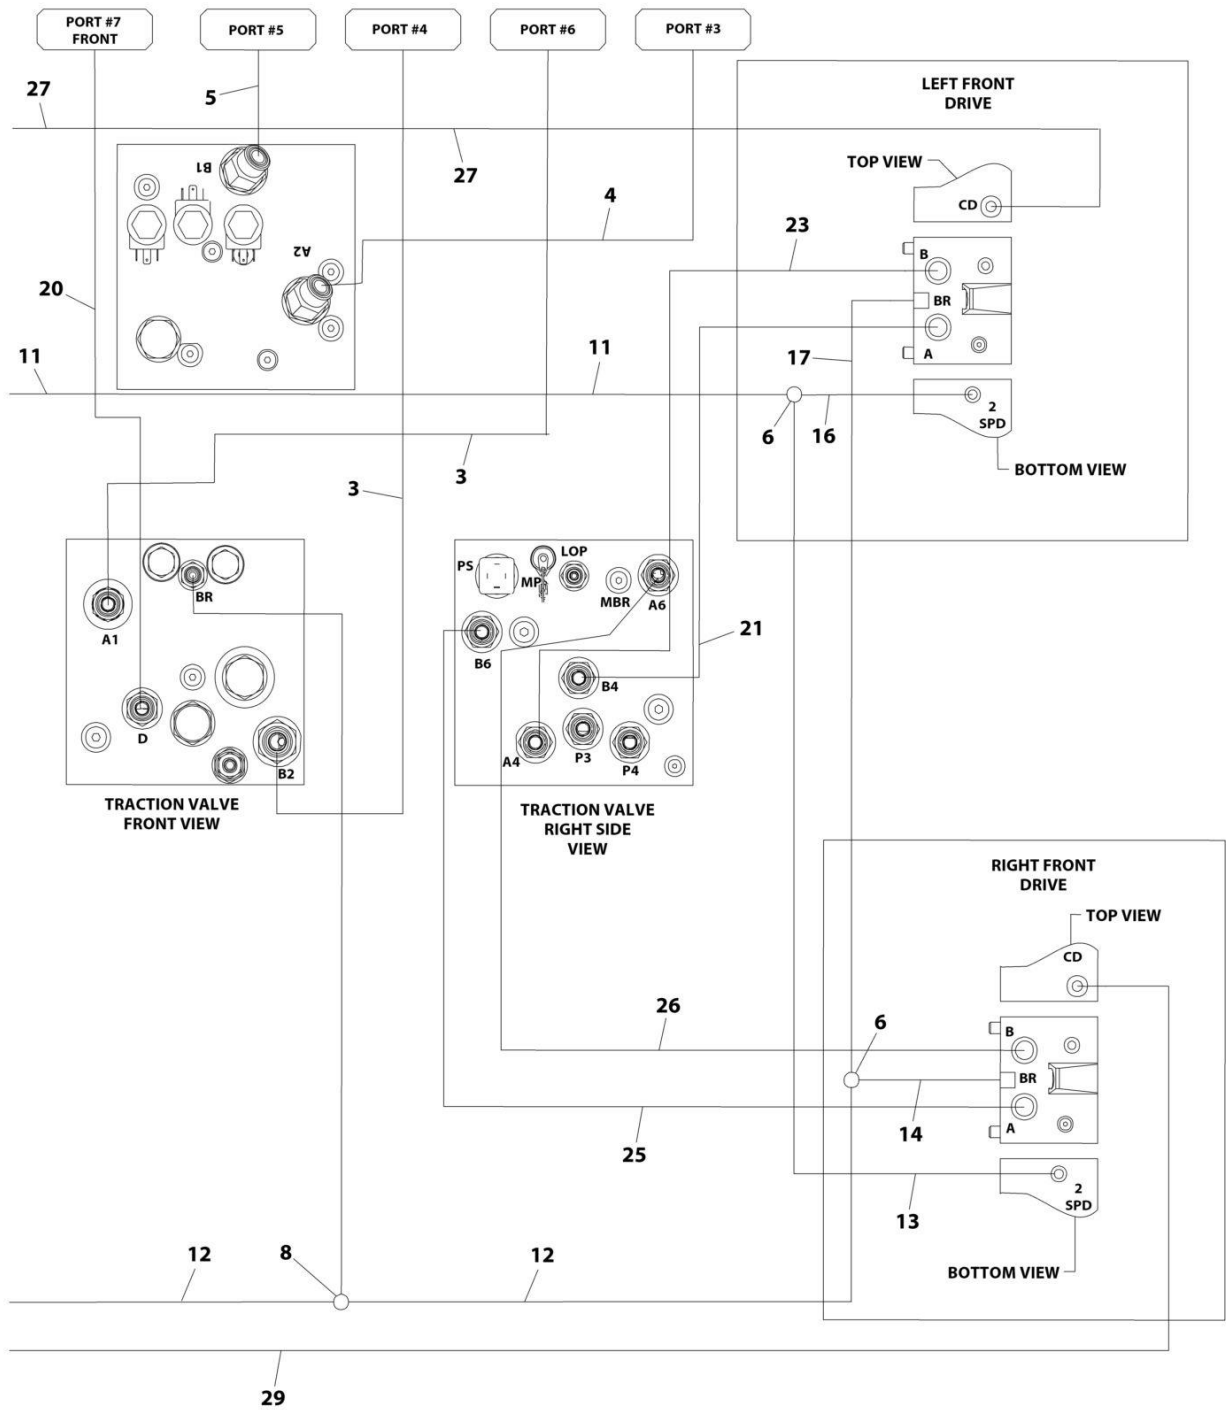 PORT #7
FRONT
PORT #5
PORT #4
PORT #6
PORT #3
27
5
27
LEFT FRONT
DRIVE
TOP VIEW
CD
B1
4
23
A2
B
BR
A
20
17
11
11
6
16
2
SPD
BOTTOM VIEW
3
3
BR
A1
D
B2
TRACTION VALVE
FRONT VIEW
PS
MP
LOP
MBR
A6
B6
B4
21
A4
P3
P4
TRACTION VALVE
RIGHT SIDE
VIEW
RIGHT FRONT
DRIVE
TOP VIEW
CD
26
6
B
BR
A
14
25
13
2
SPD
BOTTOM VIEW
12
8
12
29